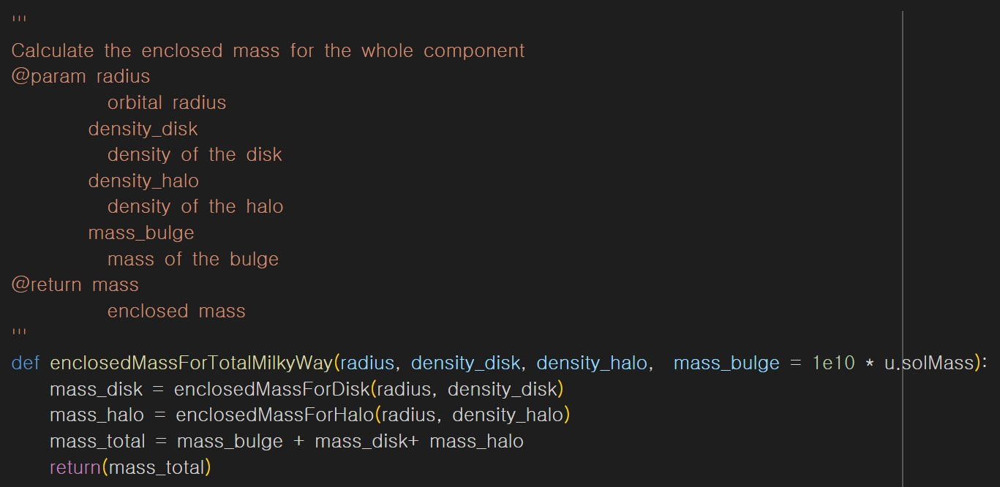 '''
Calculate the enclosed mass for the whole component
@param radius
          orbital radius
        density_disk
          density of the disk
        density_halo
          density of the halo
        mass_bulge
          mass of the bulge
@return mass
          enclosed mass
'''
def enclosedMassForTotalMilkyWay(radius, density_disk, density_halo,  mass_bulge = 1e10 * u.solMass):
    mass_disk = enclosedMassForDisk(radius, density_disk)
    mass_halo = enclosedMassForHalo(radius, density_halo)
    mass_total = mass_bulge + mass_disk+ mass_halo
    return(mass_total)